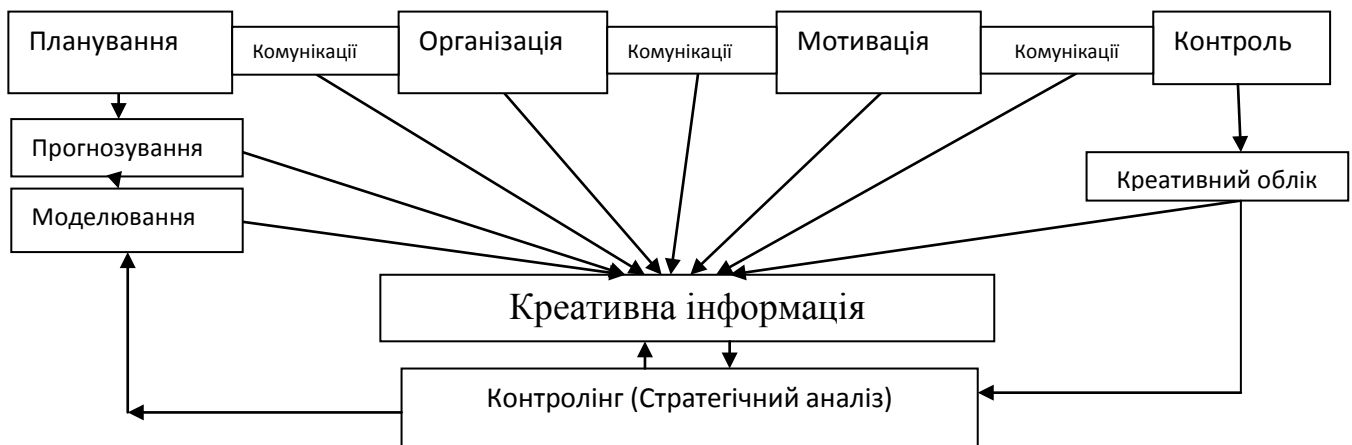 Планування
Комунікації
Організація
Комунікації
Мотивація
Комунікації
Контроль
Прогнозування
Креативний облік
Моделювання
Креативна інформація
Контролінг (Стратегічний аналіз)